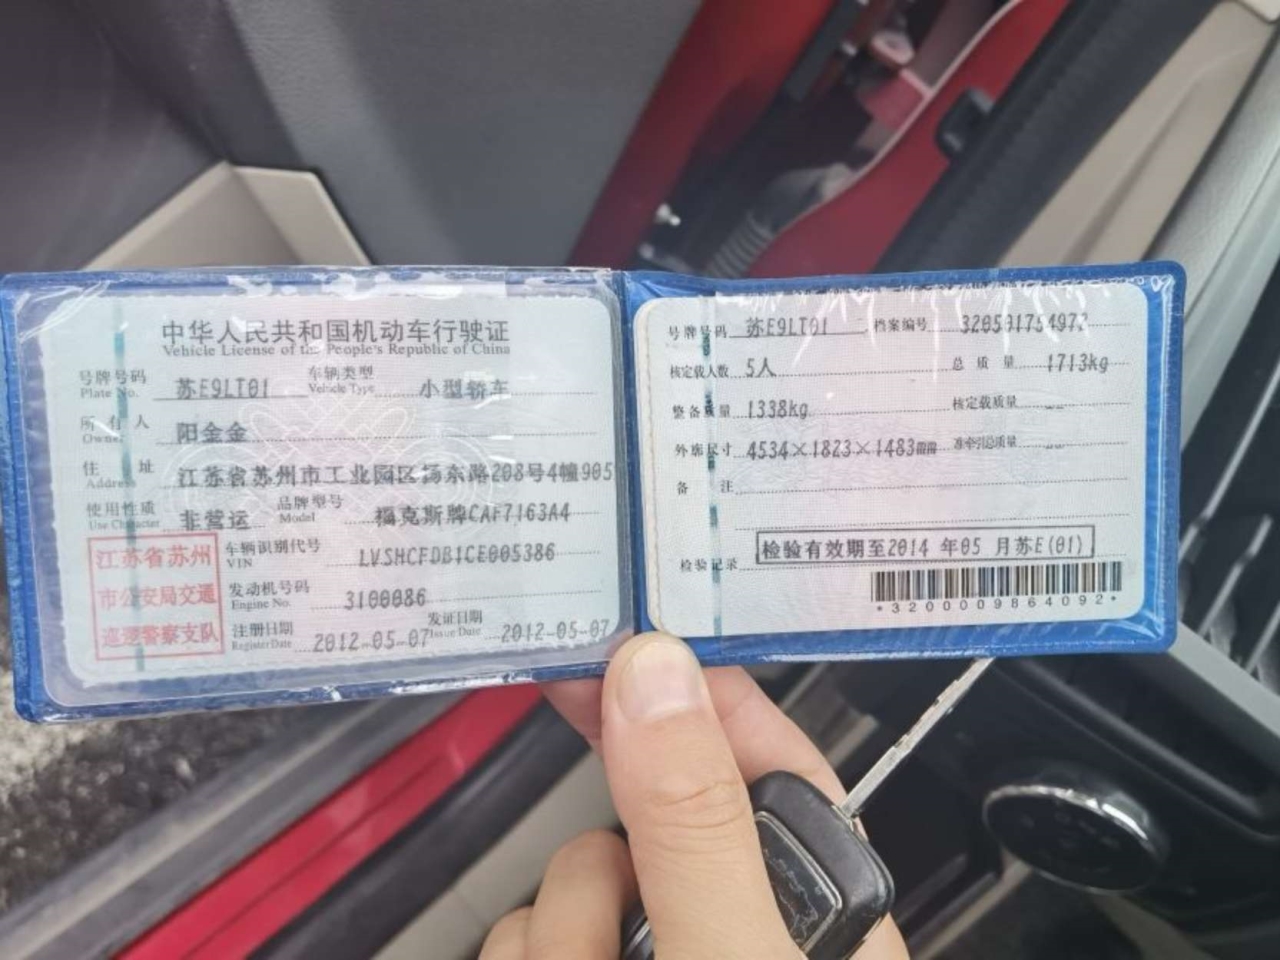 中华人民共和国机动车行驶证
Vehicle License of the People's Republic of China
号牌号码 苏E9LT01 车辆类型 小型轿车
Plate No. Vehicle Type
所有人 阳金金
Owner
住址 江苏省苏州市工业园区扬东路208号4幢905
Address
使用性质 非营运 品牌型号 福克斯牌CAF7163A4
Use Character Model
江苏省苏州
市公安局交通
巡逻警察支队
车辆识别代号 LVSHCFDB1CE005386
VIN
发动机号码 3100086
Engine No.
注册日期 2012-05-07 发证日期 2012-05-07
Register Date Issue Date
号牌号码 苏E9LT01 档案编号 320501754972
核定载人数 5人 总质量 1713kg
整备质量 1338kg 核定载质量 --
外廓尺寸 4534×1823×1483mm 准牵引总质量 --
备注
检验记录 检验有效期至2014 年05 月苏E(01)
*3200009864092*